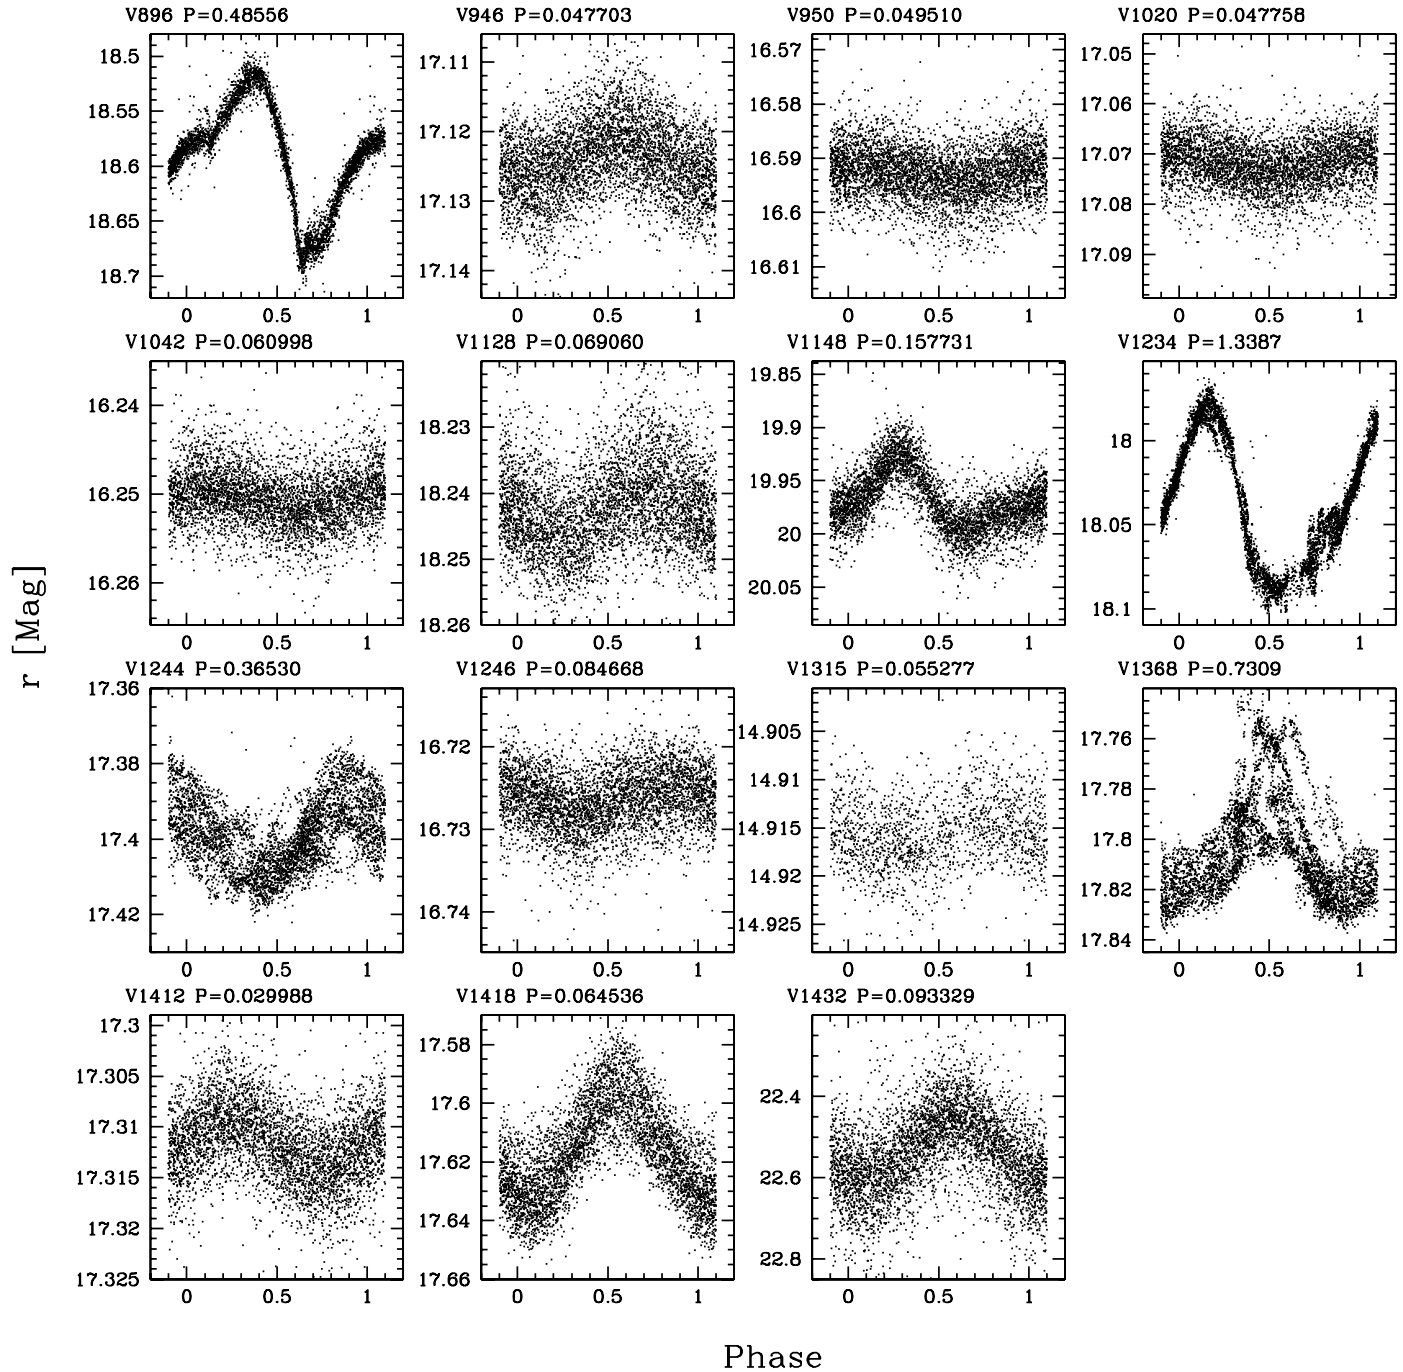 V896 P=0.48556
V946 P=0.047703
V950 P=0.049510
V1020 P=0.047758
18.5
18.55
18.6
18.65
18.7
0 0.5 1
17.11
17.12
17.13
17.14
0 0.5 1
16.57
16.58
16.59
16.6
16.61
0 0.5 1
17.05
17.06
17.07
17.08
17.09
0 0.5 1
V1042 P=0.060998
V1128 P=0.069060
V1148 P=0.157731
V1234 P=1.3387
16.24
16.25
16.26
0 0.5 1
18.23
18.24
18.25
18.26
0 0.5 1
19.85
19.9
19.95
20
20.05
0 0.5 1
18
18.05
18.1
0 0.5 1
r [Mag]
V1244 P=0.36530
V1246 P=0.084668
V1315 P=0.055277
V1368 P=0.7309
17.36
17.38
17.4
17.42
0 0.5 1
16.72
16.73
16.74
0 0.5 1
14.905
14.91
14.915
14.92
14.925
0 0.5 1
17.76
17.78
17.8
17.82
17.84
0 0.5 1
V1412 P=0.029988
V1418 P=0.064536
V1432 P=0.093329
17.3
17.305
17.31
17.315
17.32
17.325
0 0.5 1
17.58
17.6
17.62
17.64
17.66
0 0.5 1
22.4
22.6
22.8
0 0.5 1
Phase